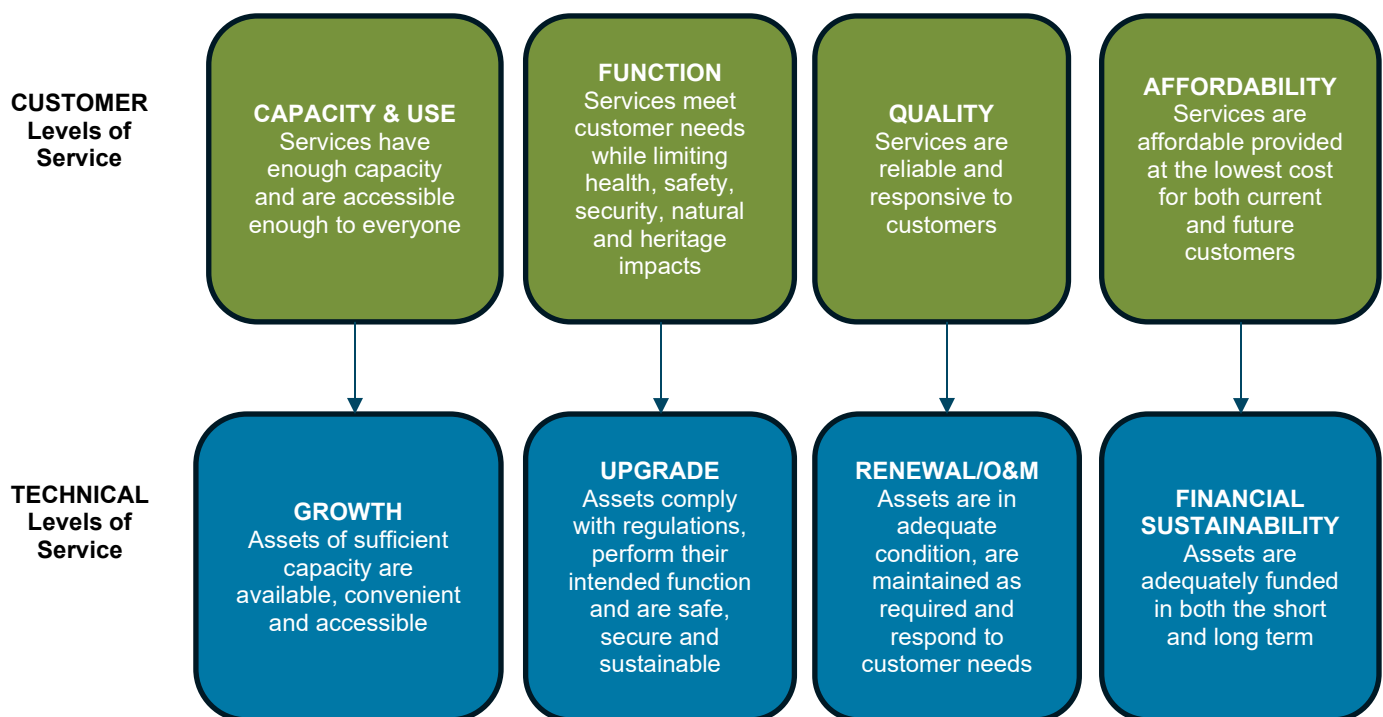 CUSTOMER
Levels of
Service
CAPACITY & USE
Services have
enough capacity
and are accessible
enough to everyone
FUNCTION
Services meet
customer needs
while limiting
health, safety,
security, natural
and heritage
impacts
QUALITY
Services are
reliable and
responsive to
customers
AFFORDABILITY
Services are
affordable provided
at the lowest cost
for both current
and future
customers
TECHNICAL
Levels of
Service
GROWTH
Assets of sufficient
capacity are
available, convenient
and accessible
UPGRADE
Assets comply
with regulations,
perform their
intended function
and are safe,
secure and
sustainable
RENEWAL/O&M
Assets are in
adequate
condition, are
maintained as
required and
respond to
customer needs
FINANCIAL
SUSTAINABILITY
Assets are
adequately funded
in both the short
and long term